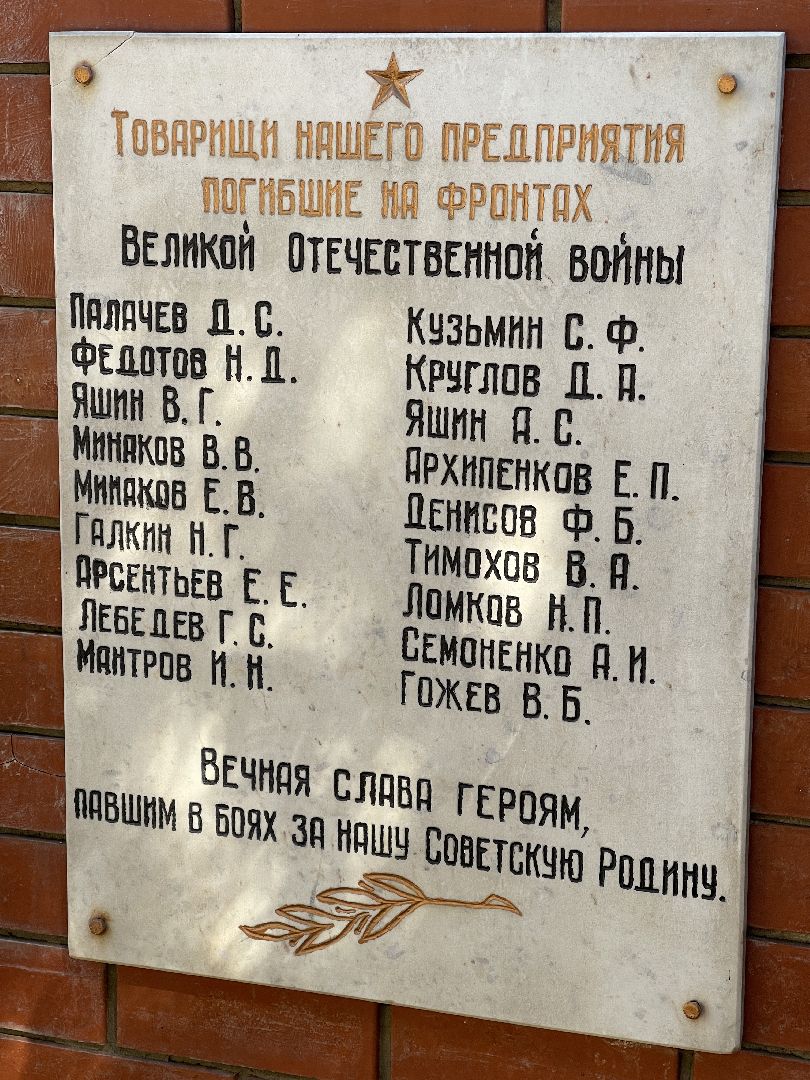 Товарищи нашего предприятия
погибшие на фронтах
Великой Отечественной войны
Палачев Д. С.
Федотов Н. Д.
Яшин В. Г.
Минаков В. В.
Минаков Е. В.
Галкин Н. Г.
Арсентьев Е. Е.
Лебедев Г. С.
Мантров И. Н.
Кузьмин С. Ф.
Круглов Д. А.
Яшин А. С.
Архипенков Е. П.
Денисов Ф. Б.
Тимохов В. А.
Ломков Н. П.
Семоненко А. И.
Гожев В. Б.
Вечная слава героям,
павшим в боях за нашу Советскую Родину.